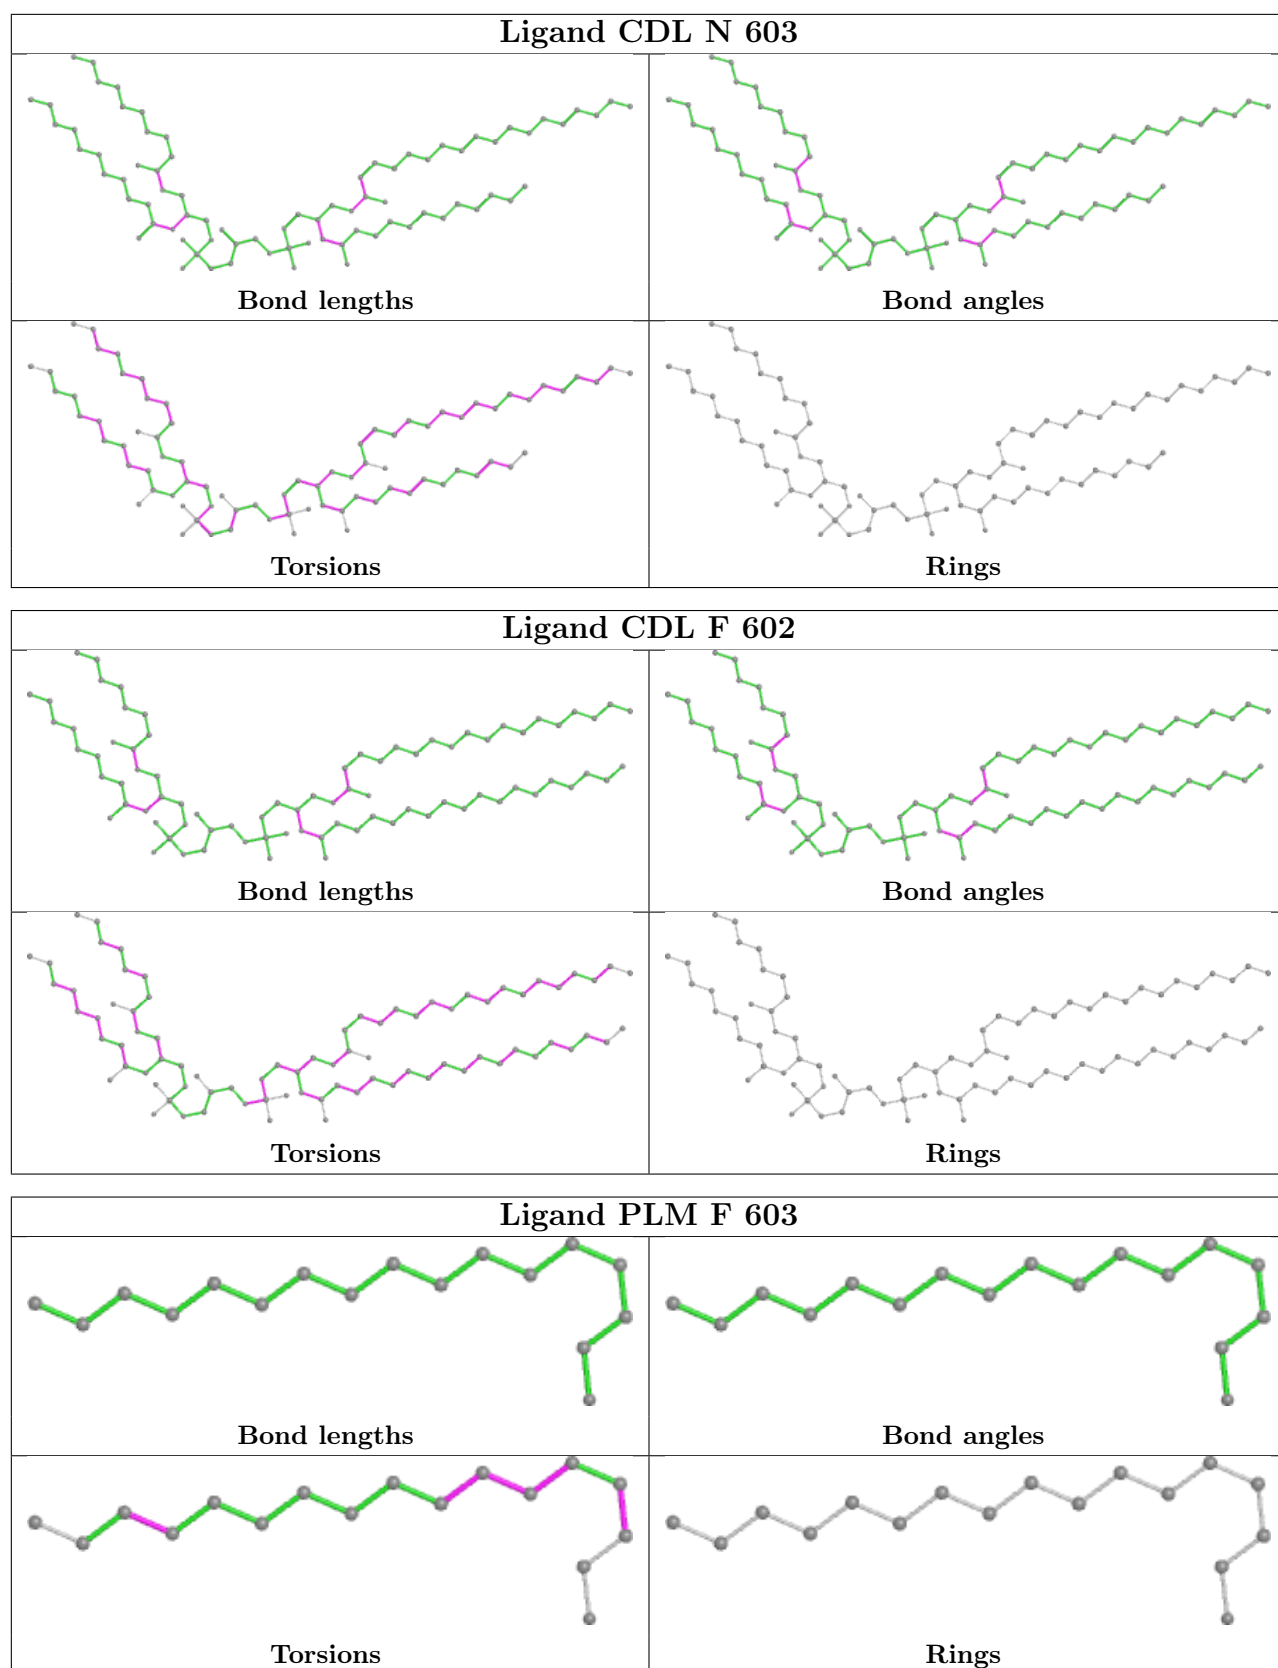 Ligand CDL N 603
Bond lengths
Bond angles
Torsions
Rings
Ligand CDL F 602
Bond lengths
Bond angles
Torsions
Rings
Ligand PLM F 603
Bond lengths
Bond angles
Torsions
Rings